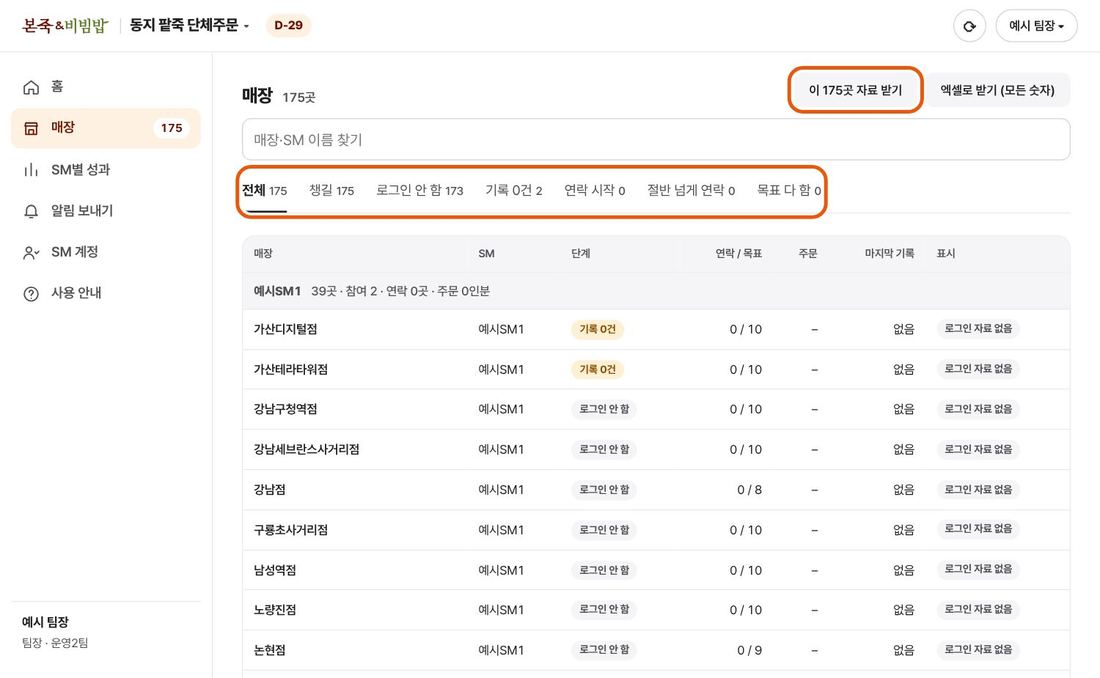 본죽&비빔밥 동지 팥죽 단체주문 D-29 예시 팀장
홈
매장 175
SM별 성과
알림 보내기
SM 계정
사용 안내
예시 팀장
팀장 · 운영2팀
매장 175곳 이 175곳 자료 받기 엑셀로 받기 (모든 숫자)
매장·SM 이름 찾기
전체 175 챙길 175 로그인 안 함 173 기록 0건 2 연락 시작 0 절반 넘게 연락 0 목표 다 함 0
매장 SM 단계 연락 / 목표 주문 마지막 기록 표시
예시SM1 39곳 · 참여 2 · 연락 0곳 · 주문 0인분
가산디지털점 예시SM1 기록 0건 0 / 10 – 없음 로그인 자료 없음
가산테라타워점 예시SM1 기록 0건 0 / 10 – 없음 로그인 자료 없음
강남구청역점 예시SM1 로그인 안 함 0 / 10 – 없음 로그인 자료 없음
강남세브란스사거리점 예시SM1 로그인 안 함 0 / 10 – 없음 로그인 자료 없음
강남점 예시SM1 로그인 안 함 0 / 8 – 없음 로그인 자료 없음
구룡초사거리점 예시SM1 로그인 안 함 0 / 10 – 없음 로그인 자료 없음
남성역점 예시SM1 로그인 안 함 0 / 10 – 없음 로그인 자료 없음
노량진점 예시SM1 로그인 안 함 0 / 10 – 없음 로그인 자료 없음
논현점 예시SM1 로그인 안 함 0 / 9 – 없음 로그인 자료 없음